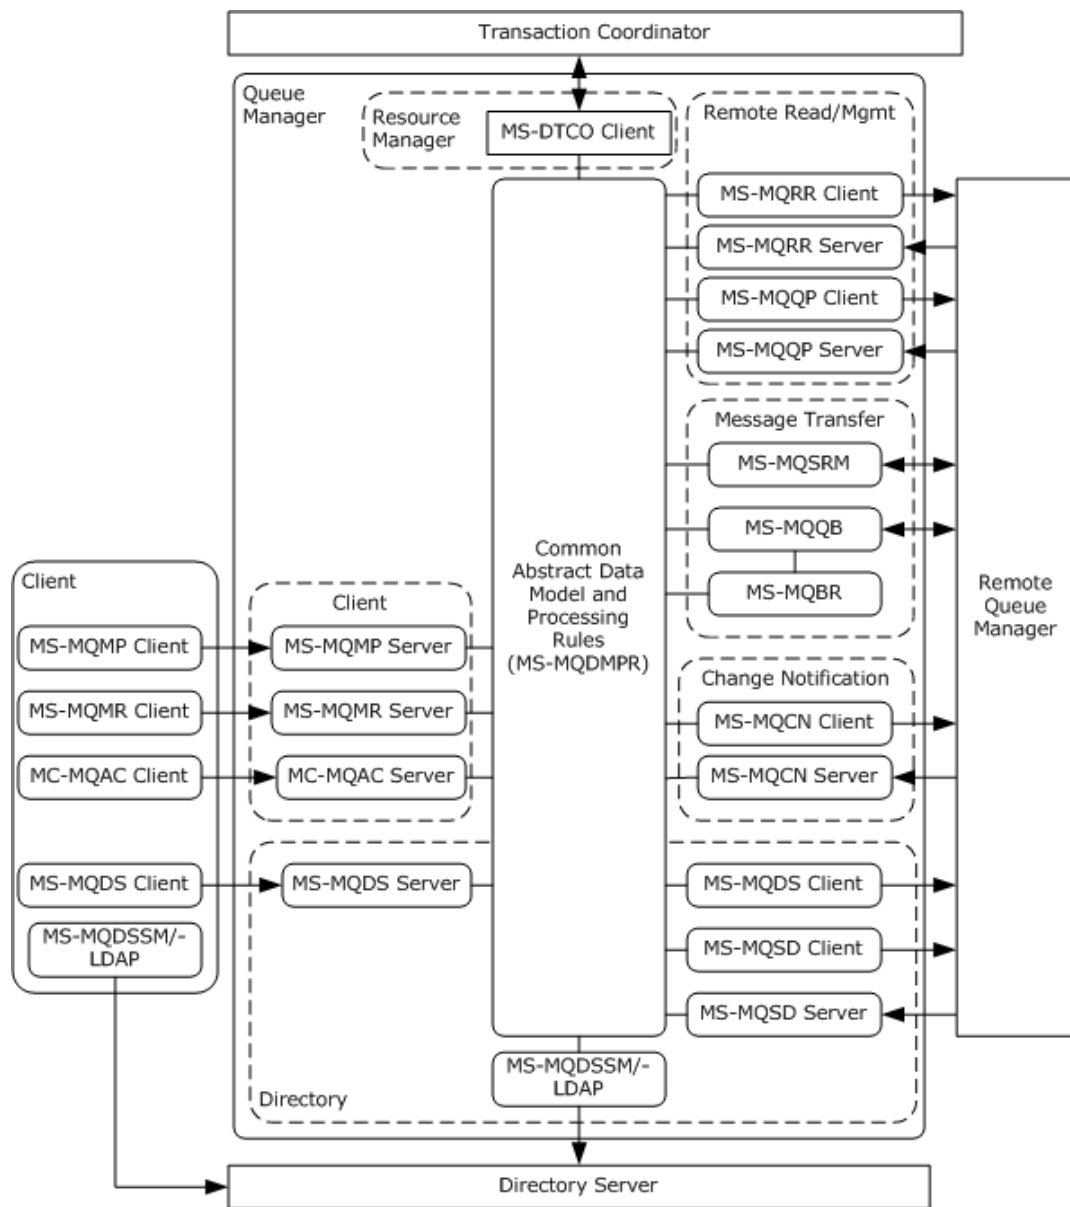 Transaction Coordinator
Queue
Manager
Resource
Manager
MS-DTCO Client
Remote Read/Mgmt
MS-MQRR Client
MS-MQRR Server
MS-MQQP Client
MS-MQQP Server
Message Transfer
MS-MQSRM
MS-MQQB
MS-MQBR
Common
Abstract Data
Model and
Processing
Rules
(MS-MQDMPR)
Remote
Queue
Manager
Client
MS-MQMP Client
MS-MQMR Client
MC-MQAC Client
MS-MQDS Client
MS-MQDSSM/-
LDAP
Client
MS-MQMP Server
MS-MQMR Server
MC-MQAC Server
Change Notification
MS-MQCN Client
MS-MQCN Server
MS-MQDS Server
MS-MQDS Client
MS-MQSD Client
MS-MQSD Server
MS-MQDSSM/-
LDAP
Directory
Directory Server